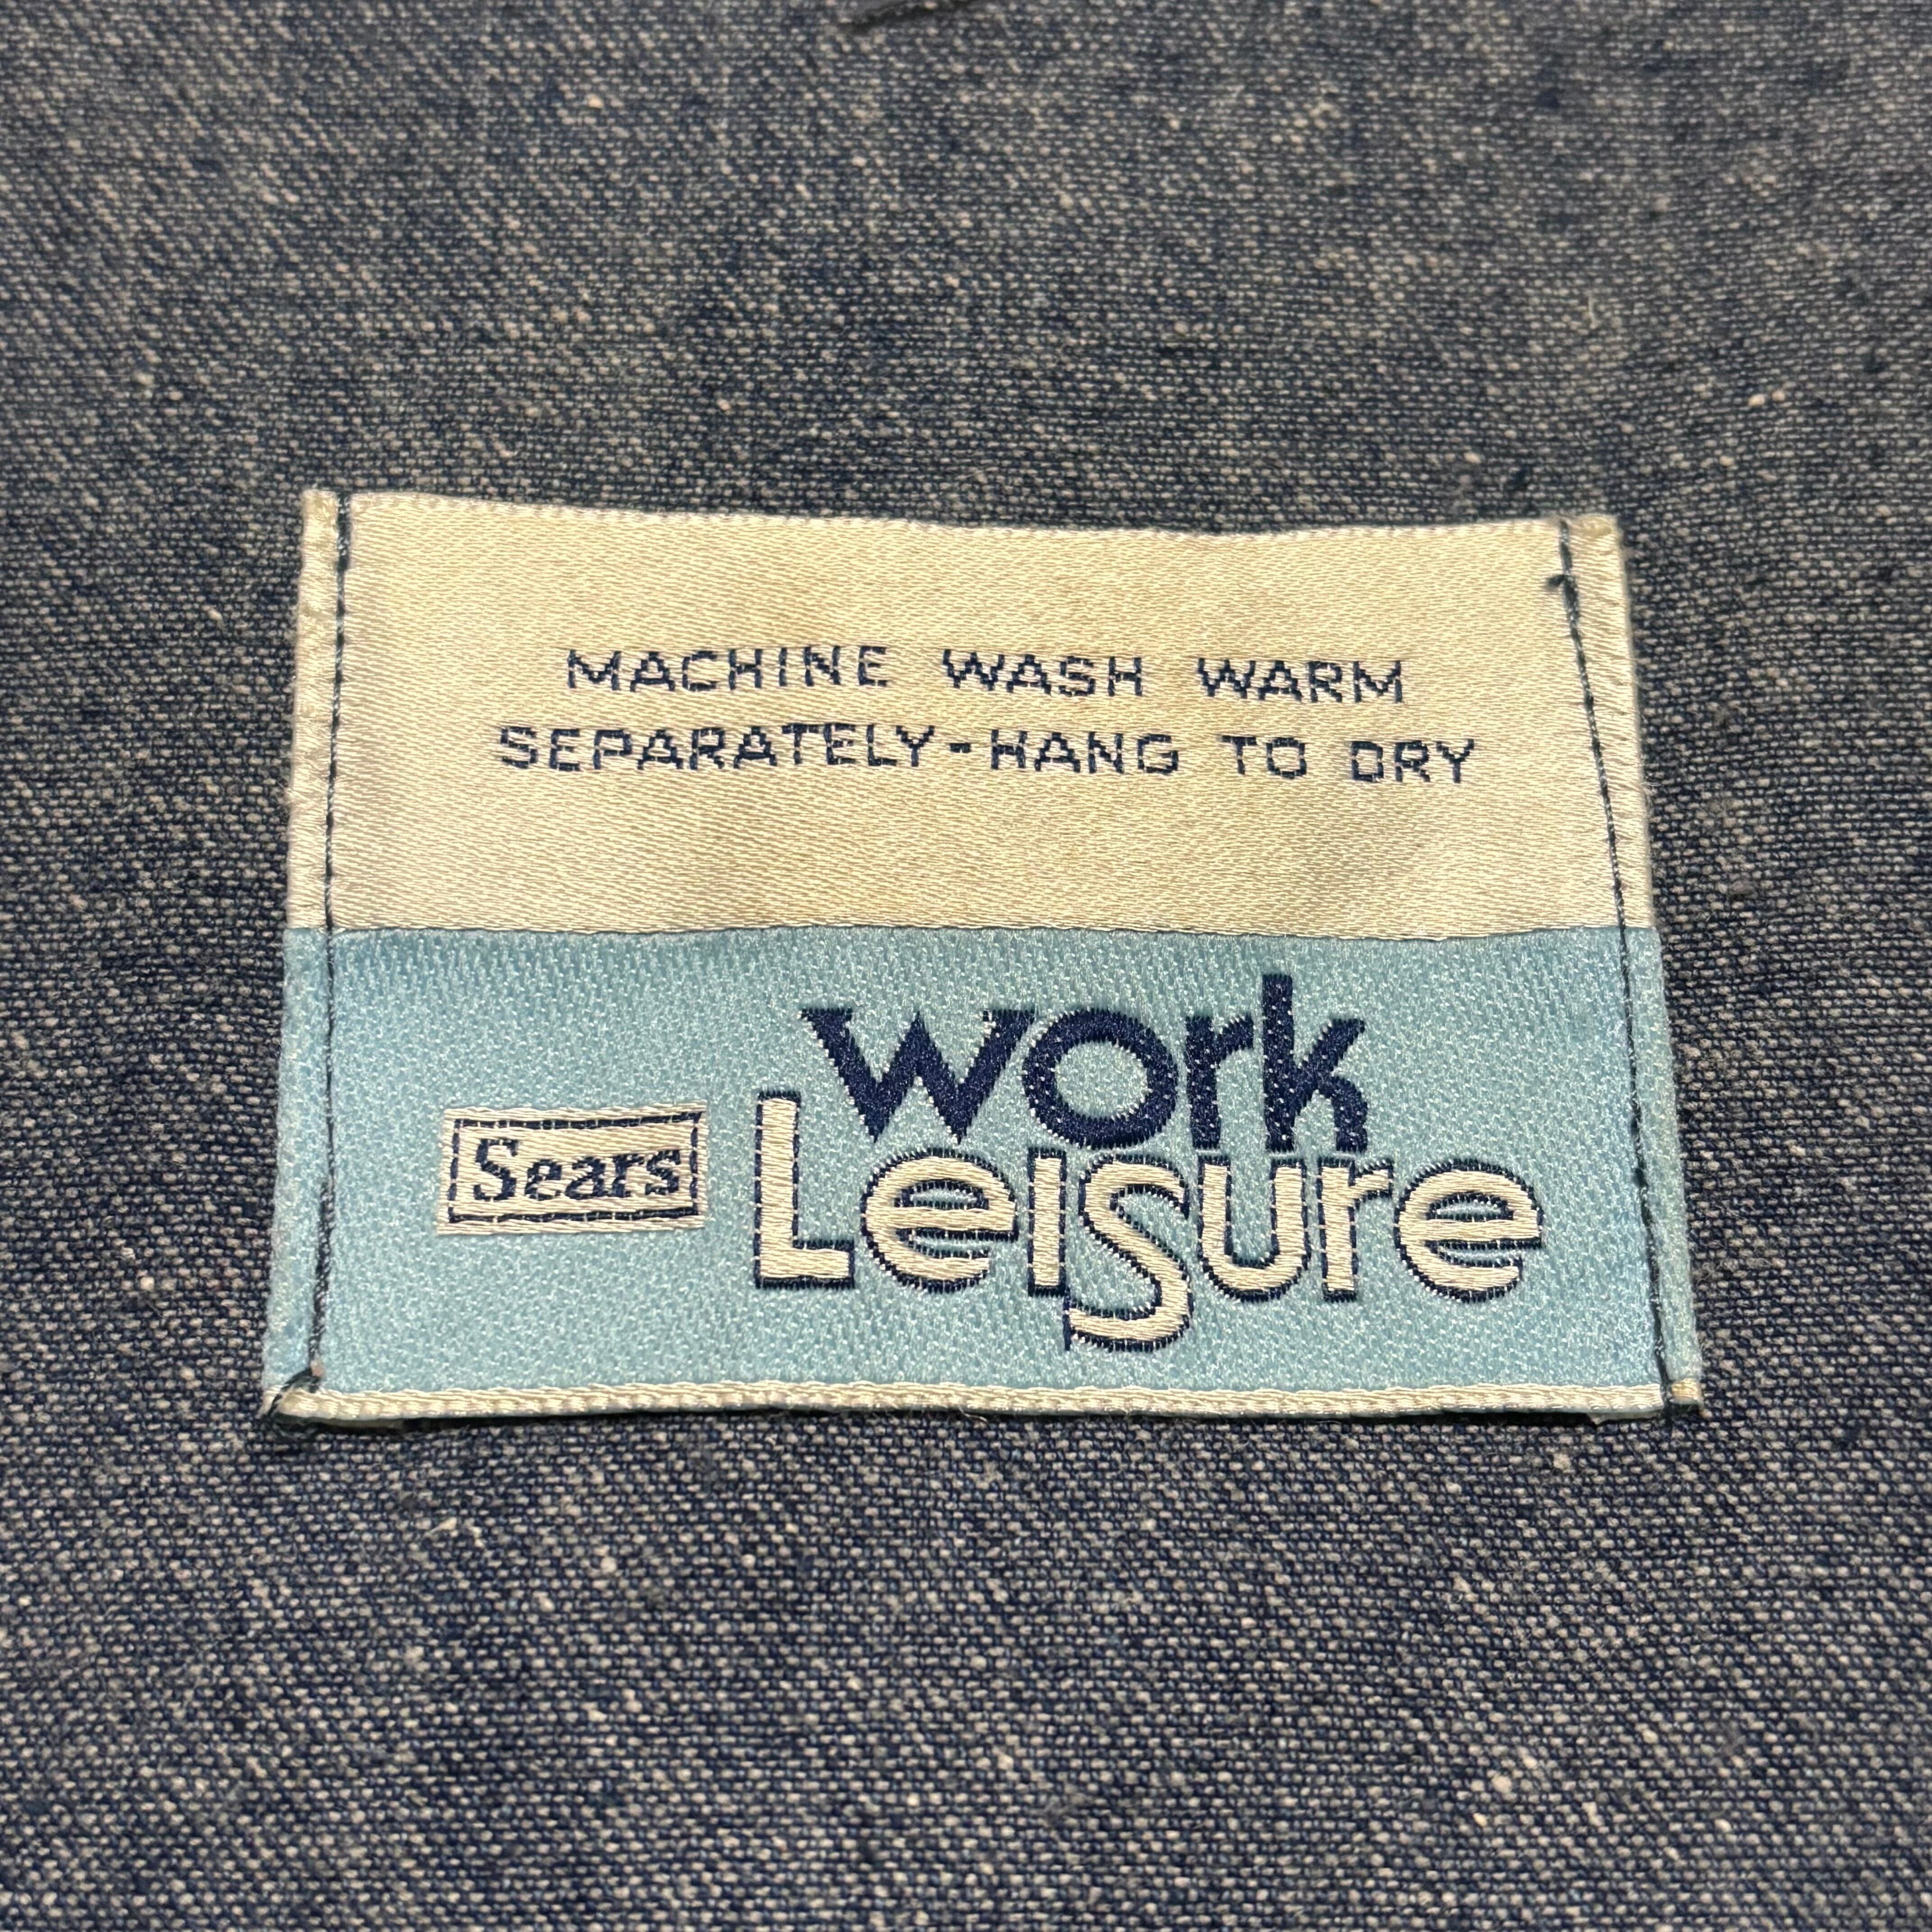 MACHINE WASH WARM
SEPARATELY-HANG TO DRY
Work
Sears Leisure